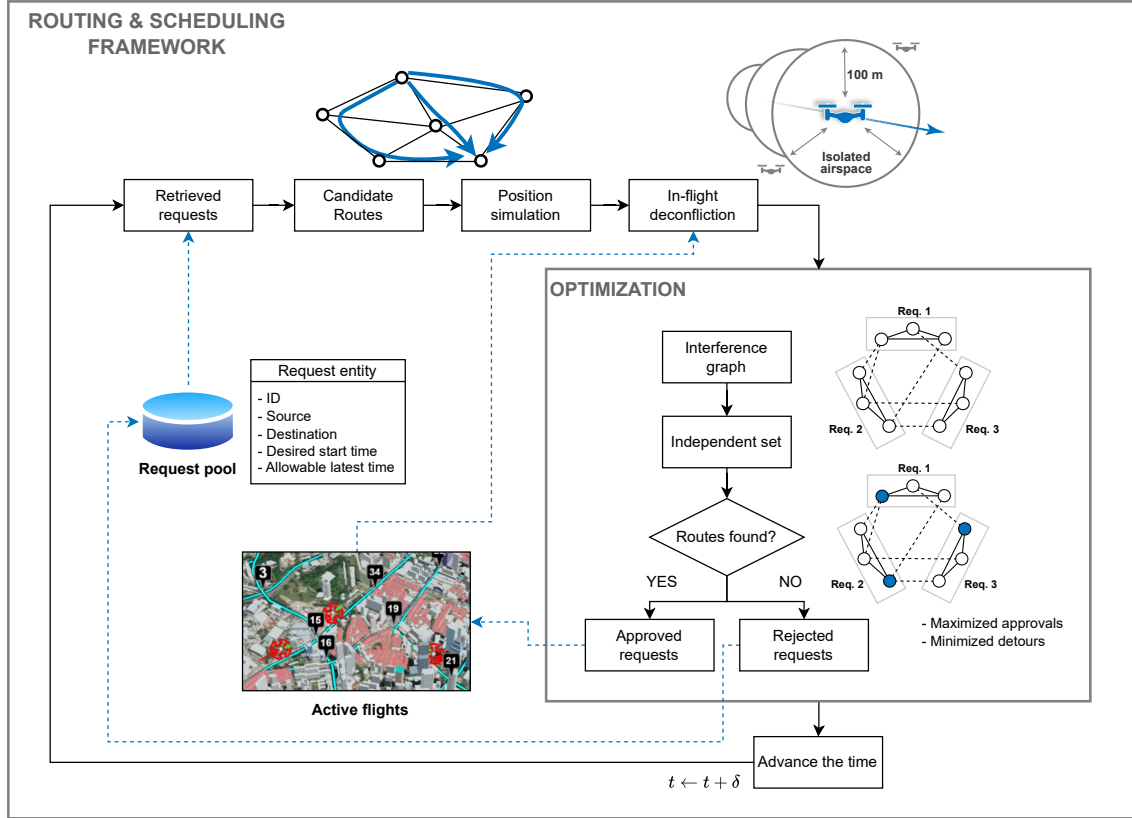 ROUTING & SCHEDULING
FRAMEWORK
100 m
Isolated
airspace
Retrieved
requests
Candidate
Routes
Position
simulation
In-flight
deconfliction
OPTIMIZATION
Interference
graph
Req. 1
Req. 2
Req. 3
Independent set
Routes found?
YES
NO
Req. 1
Req. 2
Req. 3
Approved
requests
Rejected
requests
- Maximized approvals
- Minimized detours
Request entity
- ID
- Source
- Destination
- Desired start time
- Allowable latest time
Request pool
3
34
19
15
16
21
Active flights
Advance the time
t ← t + δ